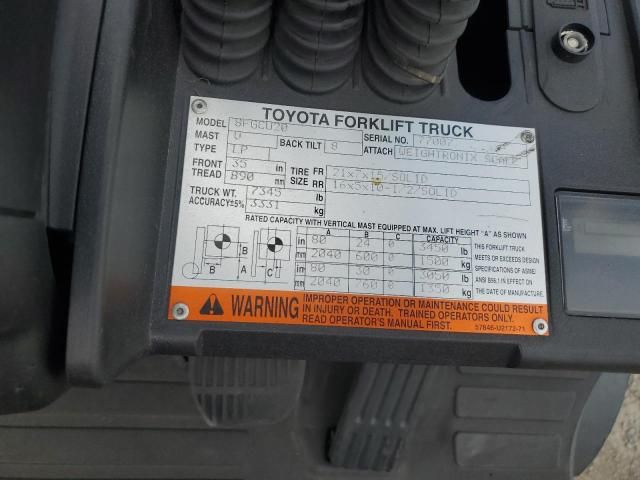 TOYOTA FORKLIFT TRUCK
MODEL 8FGCU20 SERIAL NO. 77007
MAST V BACK TILT 8 ATTACH WEIGHTRONIX SCALE
TYPE LP
FRONT TREAD 35 in 890 mm TIRE SIZE FR 21x7x15/SOLID
RR 16x5x10-1/2/SOLID
TRUCK WT. 7345 lb
ACCURACY±5% 3331 kg
RATED CAPACITY WITH VERTICAL MAST EQUIPPED AT MAX. LIFT HEIGHT "A" AS SHOWN
A B C CAPACITY
in 80 24 0 3450 lb THIS FORKLIFT TRUCK
mm 2040 600 0 1500 kg MEETS OR EXCEEDS DESIGN
in 80 30 0 3050 lb SPECIFICATIONS OF ASME/
mm 2040 760 0 1350 kg ANSI B56.1 IN EFFECT ON
THE DATE OF MANUFACTURE.
B
B A C
WARNING
IMPROPER OPERATION OR MAINTENANCE COULD RESULT
IN INJURY OR DEATH. TRAINED OPERATORS ONLY.
READ OPERATOR'S MANUAL FIRST. 57846-U2172-71